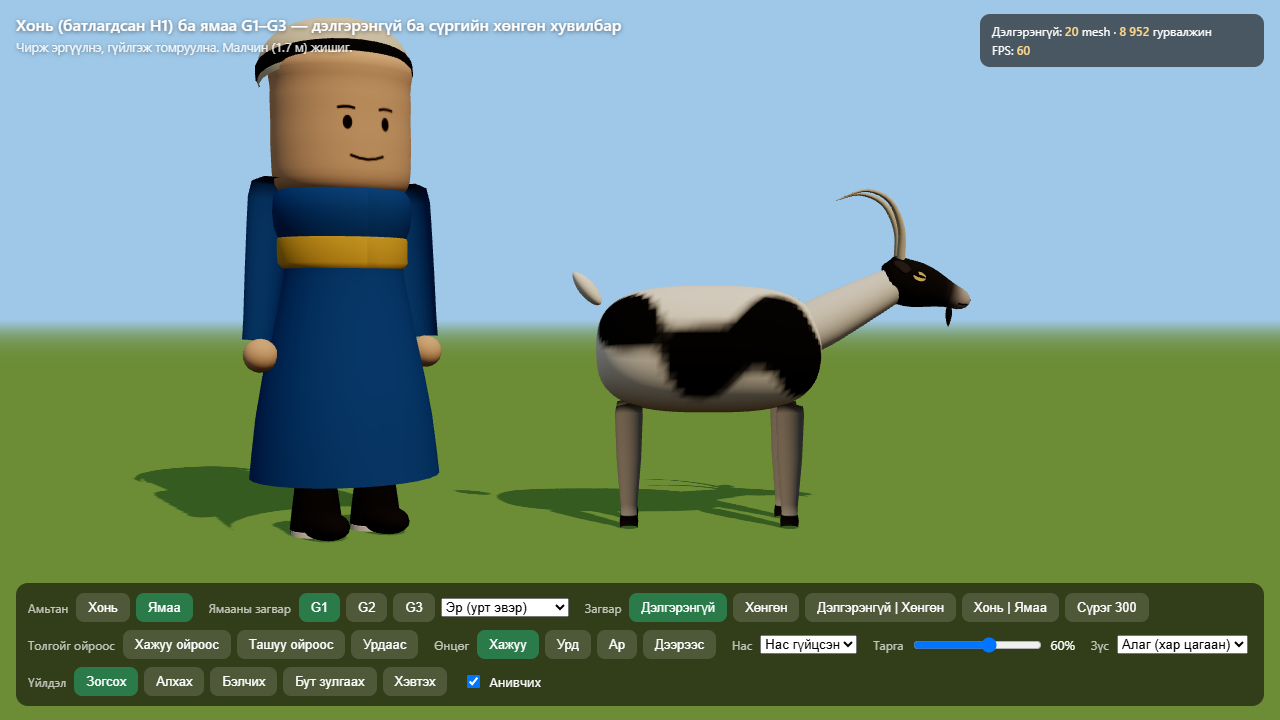 Хонь (батлагдсан H1) ба ямаа G1–G3 — дэлгэрэнгүй ба сүргийн хөнгөн хувилбар
Чирж эргүүлнэ, гүйлгэж томруулна. Малчин (1.7 м) жишиг.
Дэлгэрэнгүй: 20 mesh · 8 952 гурвалжин
FPS: 60
Амьтан Хонь Ямаа Ямааны загвар G1 G2 G3 Эр (урт эвэр) Загвар Дэлгэрэнгүй Хөнгөн Дэлгэрэнгүй | Хөнгөн Хонь | Ямаа Сүрэг 300
Толгойг ойроос Хажуу ойроос Ташуу ойроос Урдаас Өнцөг Хажуу Урд Ар Дээрээс Нас Нас гүйцсэн Тарга 60% Зүс Алаг (хар цагаан)
Үйлдэл Зогсох Алхах Бэлчих Бут зулгаах Хэвтэх Анивчих